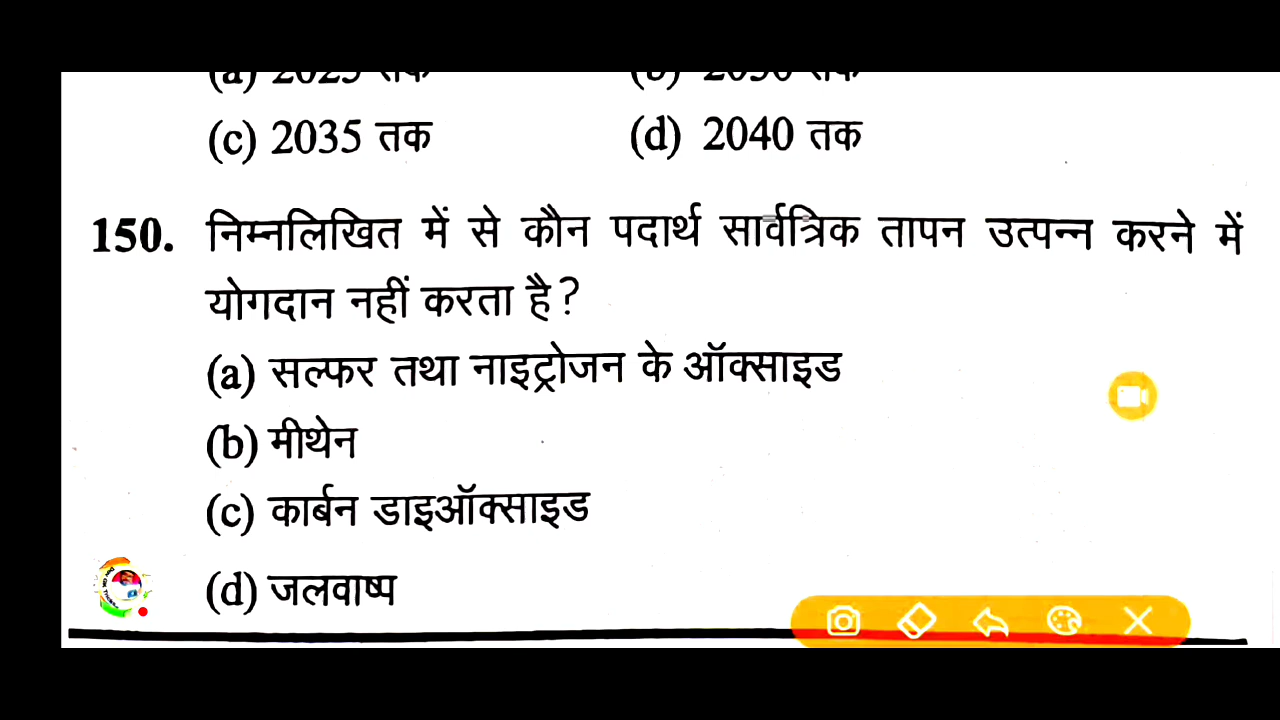 (c) 2035 तक (d) 2040 तक
150. निम्नलिखित में से कौन पदार्थ सार्वत्रिक तापन उत्पन्न करने में
योगदान नहीं करता है?
(a) सल्फर तथा नाइट्रोजन के ऑक्साइड
(b) मीथेन
(c) कार्बन डाइऑक्साइड
(d) जलवाष्प